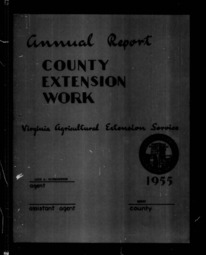 Annual Report
COUNTY
EXTENSION
WORK
Virginia Agricultural Extension Service
agent
1955
assistant agent
county